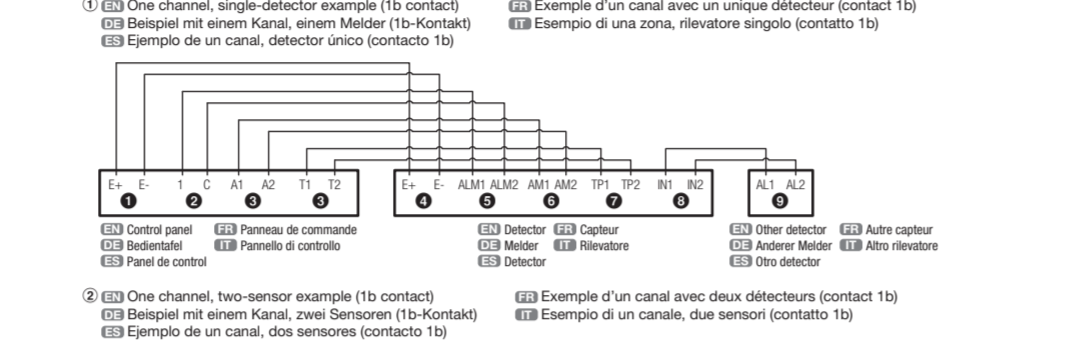 ① EN One channel, single-detector example (1b contact) FR Exemple d'un canal avec un unique détecteur (contact 1b)
DE Beispiel mit einem Kanal, einem Melder (1b-Kontakt) IT Esempio di una zona, rilevatore singolo (contatto 1b)
ES Ejemplo de un canal, detector único (contacto 1b)
E+ E- 1 C A1 A2 T1 T2 E+ E- ALM1 ALM2 AM1 AM2 TP1 TP2 IN1 IN2 AL1 AL2
❶ ❷ ❸ ❸ ❹ ❺ ❻ ❼ ❽ ❾
EN Control panel FR Panneau de commande EN Detector FR Capteur EN Other detector FR Autre capteur
DE Bedientafel IT Pannello di controllo DE Melder IT Rilevatore DE Anderer Melder IT Altro rilevatore
ES Panel de control ES Detector ES Otro detector
② EN One channel, two-sensor example (1b contact) FR Exemple d'un canal avec deux détecteurs (contact 1b)
DE Beispiel mit einem Kanal, zwei Sensoren (1b-Kontakt) IT Esempio di un canale, due sensori (contatto 1b)
ES Ejemplo de un canal, dos sensores (contacto 1b)